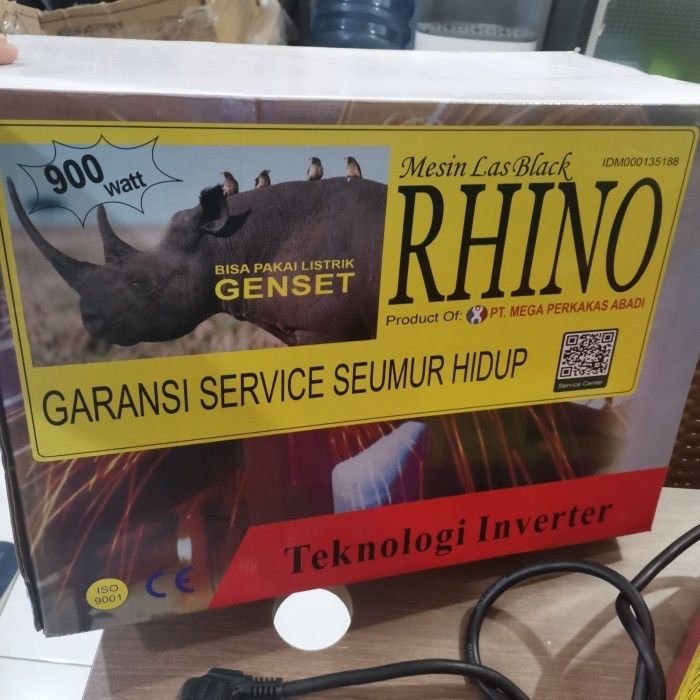 900 watt
Mesin Las Black
IDM000135188
RHINO
BISA PAKAI LISTRIK
GENSET
Product Of: PT. MEGA PERKAKAS ABADI
GARANSI SERVICE SEUMUR HIDUP
Service Center
Teknologi Inverter
ISO
9001
CE